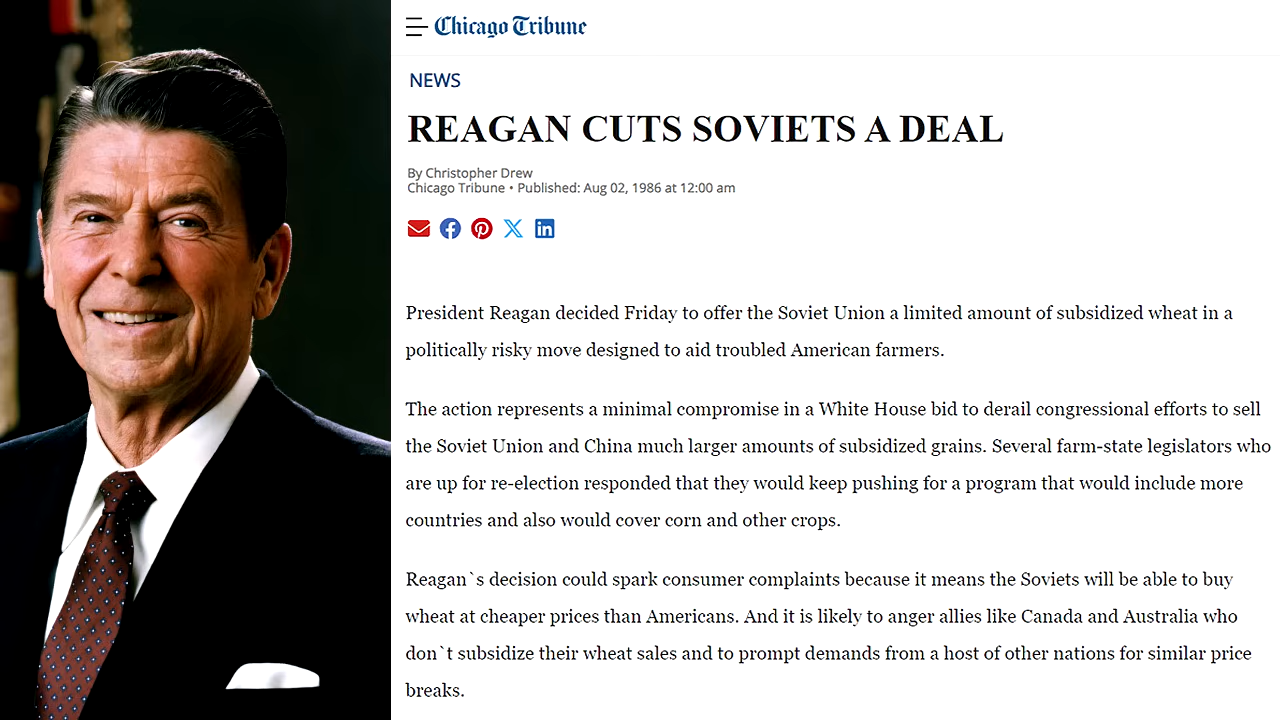 Chicago Tribune
NEWS
REAGAN CUTS SOVIETS A DEAL
By Christopher Drew
Chicago Tribune • Published: Aug 02, 1986 at 12:00 am
President Reagan decided Friday to offer the Soviet Union a limited amount of subsidized wheat in a
politically risky move designed to aid troubled American farmers.
The action represents a minimal compromise in a White House bid to derail congressional efforts to sell
the Soviet Union and China much larger amounts of subsidized grains. Several farm-state legislators who
are up for re-election responded that they would keep pushing for a program that would include more
countries and also would cover corn and other crops.
Reagan`s decision could spark consumer complaints because it means the Soviets will be able to buy
wheat at cheaper prices than Americans. And it is likely to anger allies like Canada and Australia who
don`t subsidize their wheat sales and to prompt demands from a host of other nations for similar price
breaks.